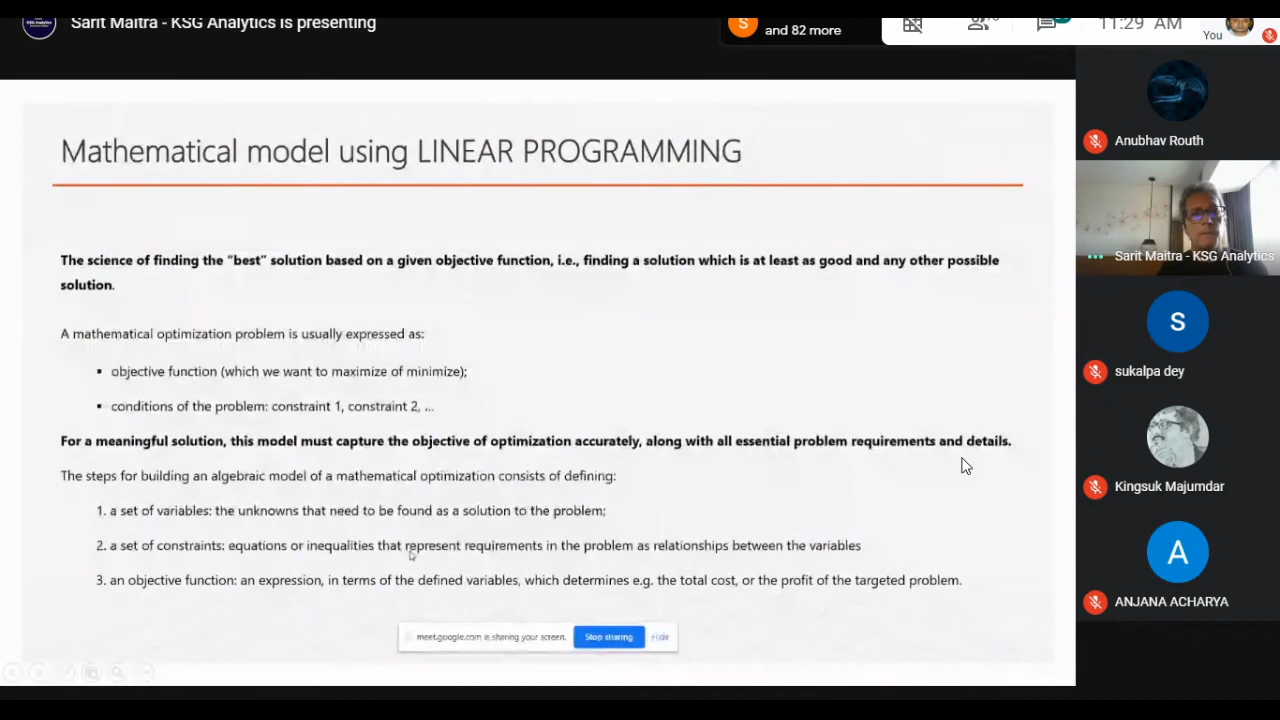 Sarit Maitra - KSG Analytics is presenting
S
and 82 more
11:29 AM
You
Mathematical model using LINEAR PROGRAMMING
The science of finding the “best” solution based on a given objective function, i.e., finding a solution which is at least as good and any other possible
solution.
A mathematical optimization problem is usually expressed as:
▪ objective function (which we want to maximize of minimize);
▪ conditions of the problem: constraint 1, constraint 2, ...
For a meaningful solution, this model must capture the objective of optimization accurately, along with all essential problem requirements and details.
The steps for building an algebraic model of a mathematical optimization consists of defining:
1. a set of variables: the unknowns that need to be found as a solution to the problem;
2. a set of constraints: equations or inequalities that represent requirements in the problem as relationships between the variables
3. an objective function: an expression, in terms of the defined variables, which determines e.g. the total cost, or the profit of the targeted problem.
meet.google.com is sharing your screen. Stop sharing Hide
Anubhav Routh
Sarit Maitra - KSG Analytics
S
sukalpa dey
Kingsuk Majumdar
A
ANJANA ACHARYA